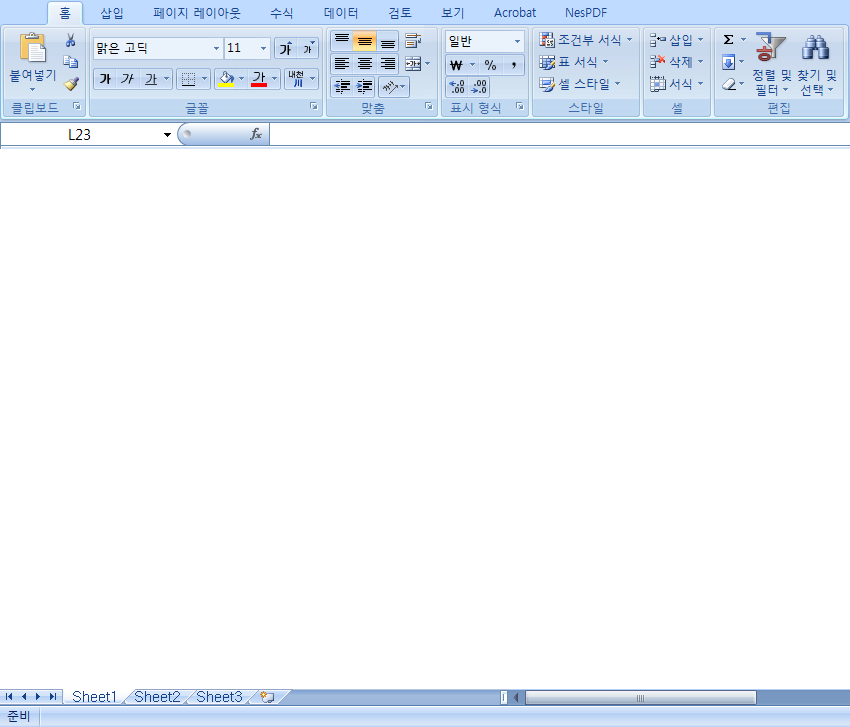 홈 삽입 페이지 레이아웃 수식 데이터 검토 보기 Acrobat NesPDF
맑은 고딕 11 가 가 일반 조건부 서식 삽입 Σ
붙여넣기 가 가 가 가 내천 川 ₩ % , 표 서식 삭제 정렬 및 필터 찾기 및 선택
.00 .0 셀 스타일 서식
클립보드 글꼴 맞춤 표시 형식 스타일 셀 편집
L23 fx
Sheet1 Sheet2 Sheet3
준비